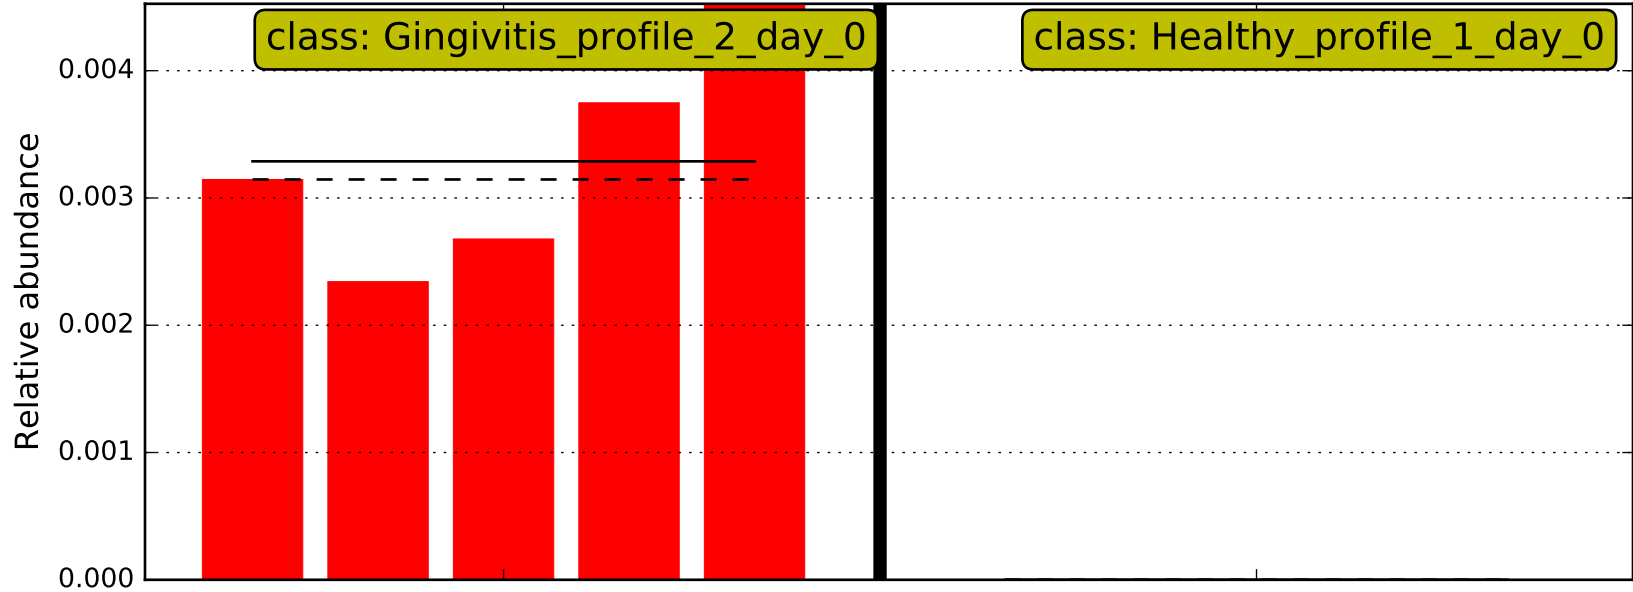 class: Gingivitis_profile_2_day_0
class: Healthy_profile_1_day_0
Relative abundance
0.004
0.003
0.002
0.001
0.000